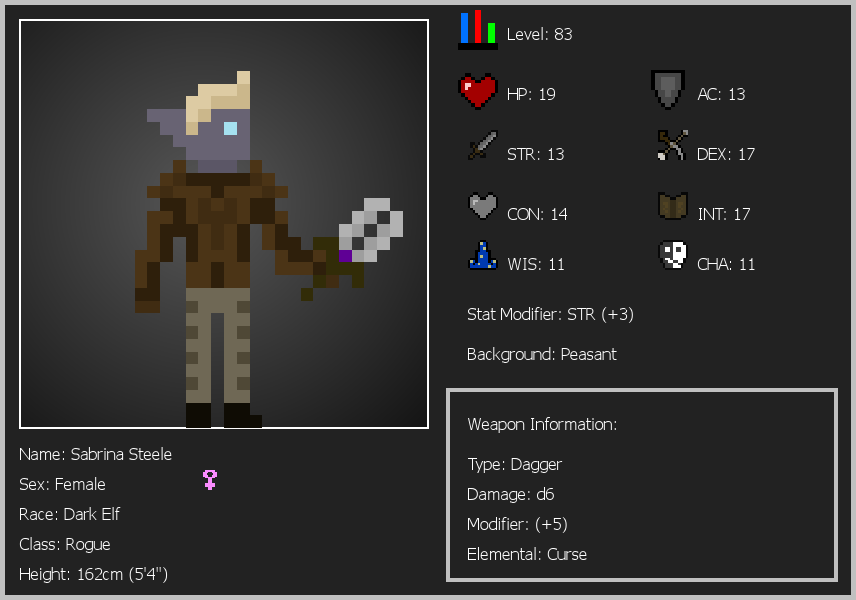 Level: 83
HP: 19
AC: 13
STR: 13
DEX: 17
CON: 14
INT: 17
WIS: 11
CHA: 11
Stat Modifier: STR (+3)
Background: Peasant
Weapon Information:
Type: Dagger
Damage: d6
Modifier: (+5)
Elemental: Curse
Name: Sabrina Steele
Sex: Female
Race: Dark Elf
Class: Rogue
Height: 162cm (5'4")